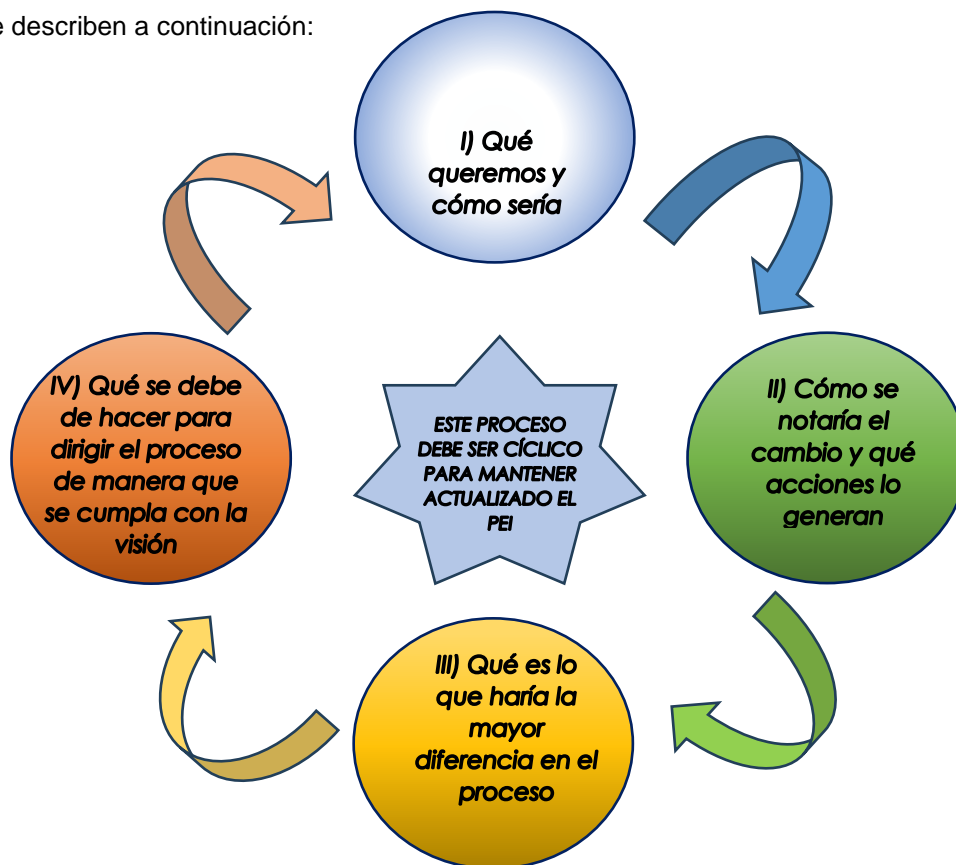 e describen a continuación:
I) Qué
queremos y
cómo sería
IV) Qué se debe
de hacer para
dirigir el proceso
de manera que
se cumpla con la
visión
ESTE PROCESO
DEBE SER CÍCLICO
PARA MANTENER
ACTUALIZADO EL
PEI
II) Cómo se
notaría el
cambio y qué
acciones lo
generan
III) Qué es lo
que haría la
mayor
diferencia en el
proceso